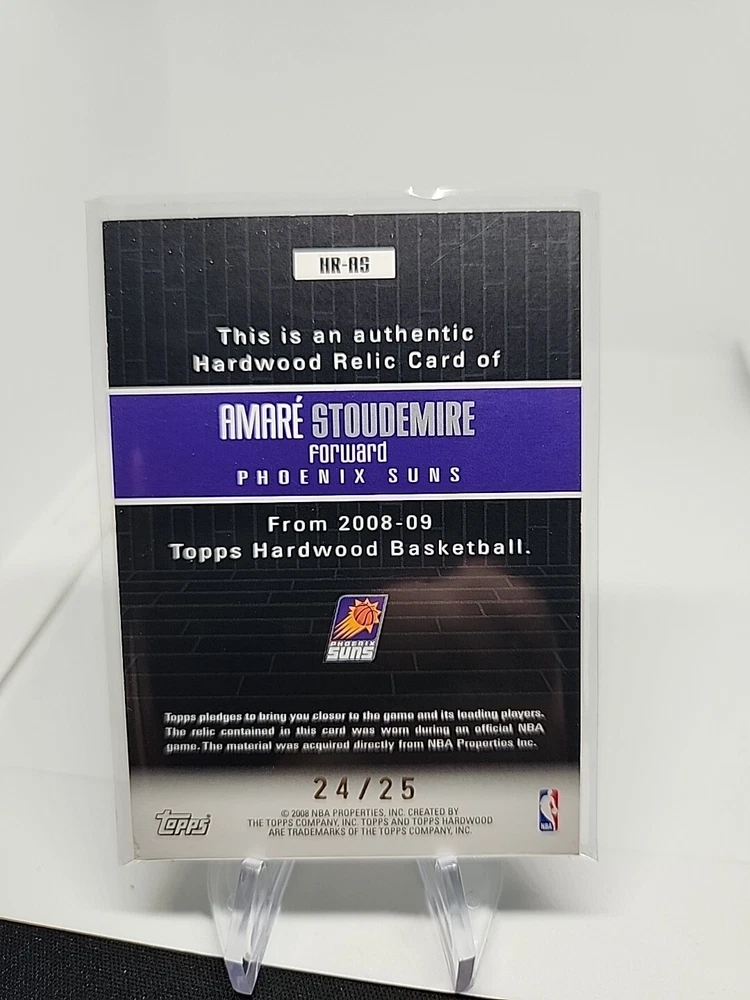 HR-AS
This is an authentic
Hardwood Relic Card of
AMARÉ STOUDEMIRE
forward
PHOENIX SUNS
From 2008-09
Topps Hardwood Basketball.
PHOENIX
SUNS
Topps pledges to bring you closer to the game and its leading players.
The relic contained in this card was worn during an official NBA
game. The material was acquired directly from NBA Properties Inc.
24/25
© 2008 NBA PROPERTIES, INC. CREATED BY
THE TOPPS COMPANY, INC. TOPPS AND TOPPS HARDWOOD
ARE TRADEMARKS OF THE TOPPS COMPANY, INC.
topps
NBA